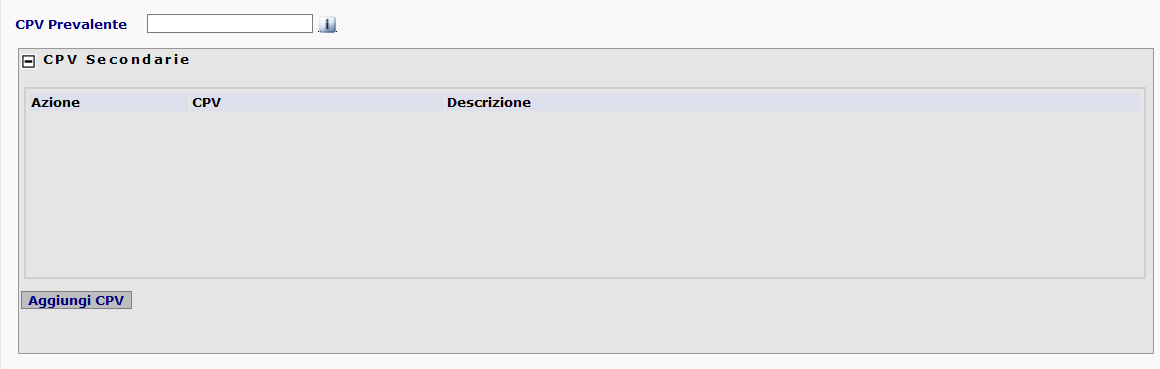 CPV Prevalente
CPV Secondarie
Azione CPV Descrizione
Aggiungi CPV